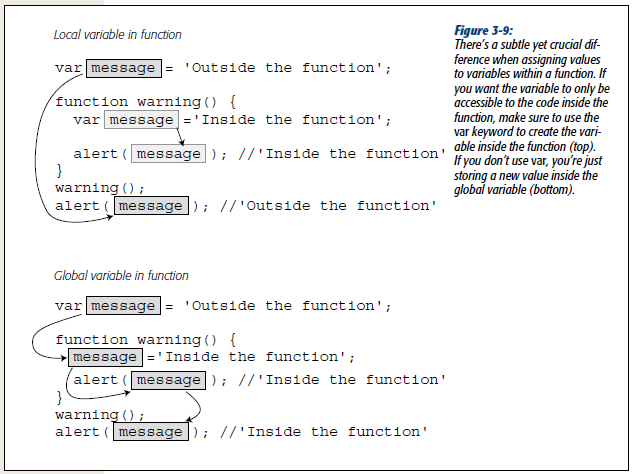 Local variable in function
var message = 'Outside the function';
function warning() {
var message ='Inside the function';
alert( message ); //'Inside the function'
}
warning();
alert( message ); //'Outside the function'
Global variable in function
var message = 'Outside the function';
function warning() {
message ='Inside the function';
alert( message ); //'Inside the function'
}
warning();
alert( message ); //'Inside the function'
Figure 3-9:
There's a subtle yet crucial dif-
ference when assigning values
to variables within a function. If
you want the variable to only be
accessible to the code inside the
function, make sure to use the
var keyword to create the vari-
able inside the function (top).
If you don't use var, you're just
storing a new value inside the
global variable (bottom).